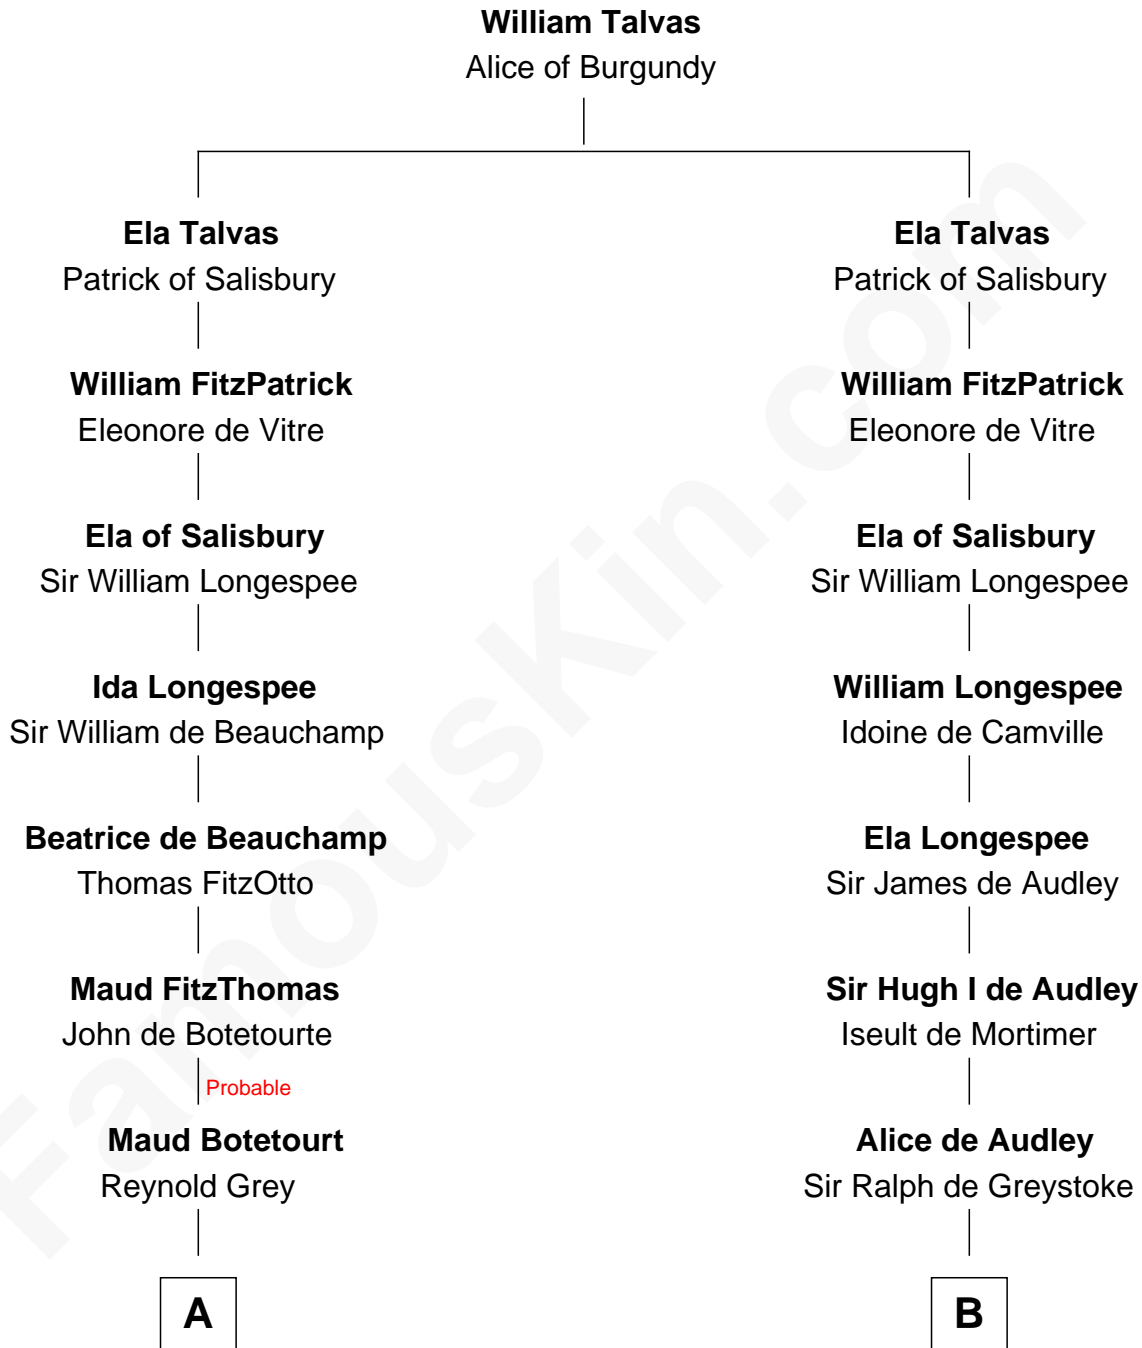 William Talvas
Alice of Burgundy
Ela Talvas
Patrick of Salisbury
Ela Talvas
Patrick of Salisbury
William FitzPatrick
Eleonore de Vitre
William FitzPatrick
Eleonore de Vitre
Ela of Salisbury
Sir William Longespee
Ela of Salisbury
Sir William Longespee
Ida Longespee
Sir William de Beauchamp
William Longespee
Idoine de Camville
Beatrice de Beauchamp
Thomas FitzOtto
Ela Longespee
Sir James de Audley
Maud FitzThomas
John de Botetourte
Sir Hugh I de Audley
Iseult de Mortimer
Probable
Maud Botetourt
Reynold Grey
Alice de Audley
Sir Ralph de Greystoke
A
B
FamousKin.com